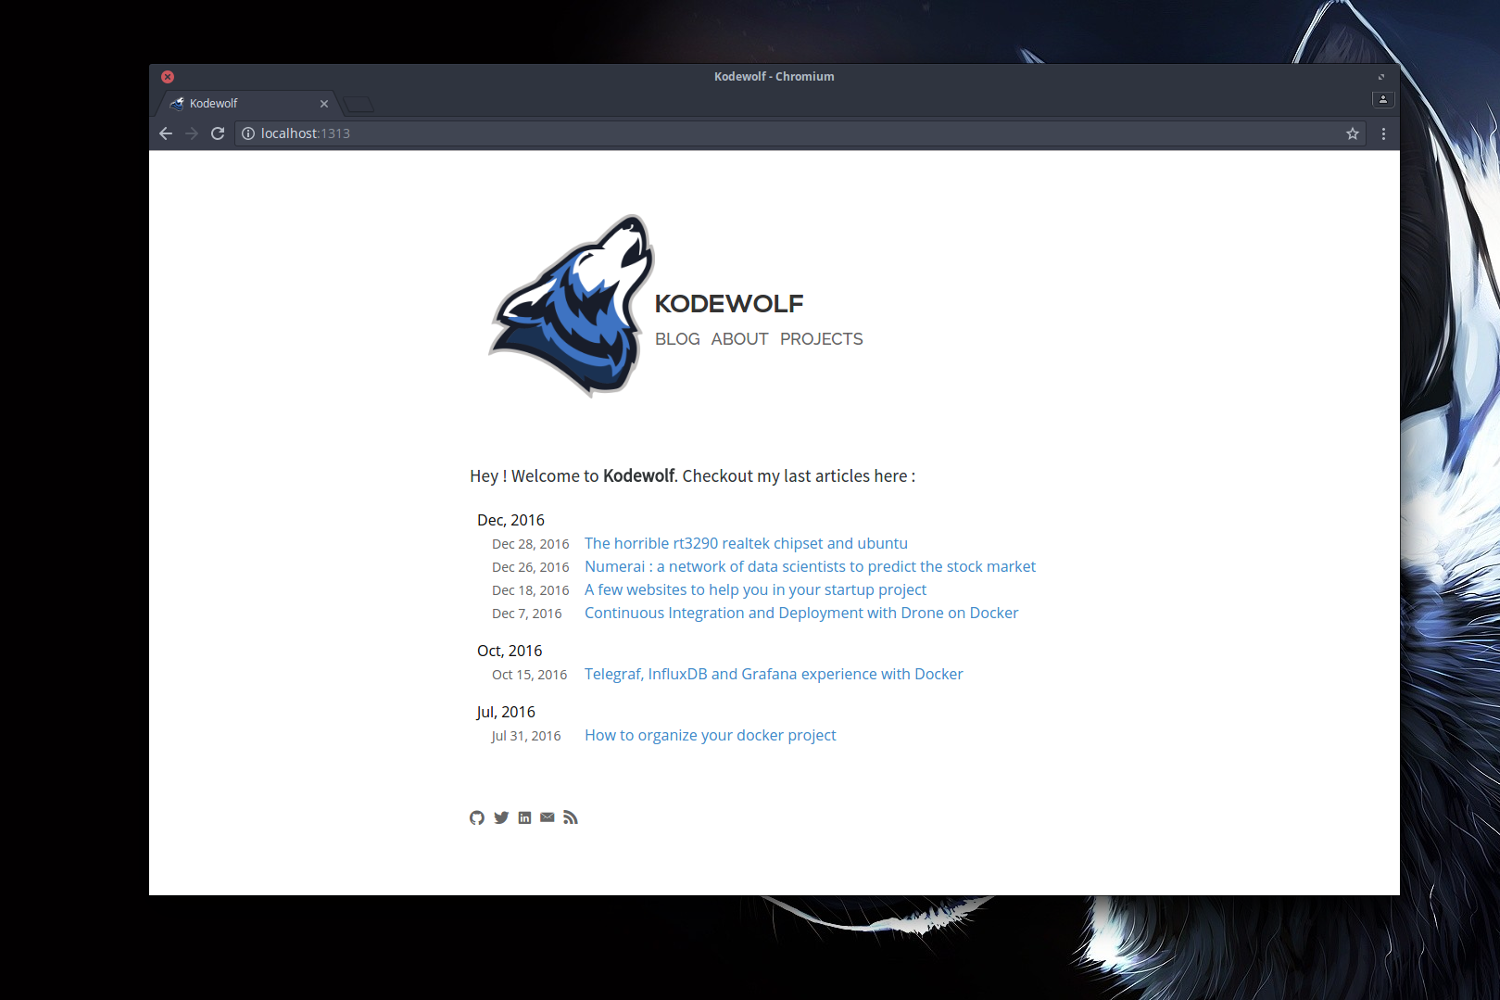 Kodewolf - Chromium
Kodewolf
localhost:1313
KODEWOLF
BLOG ABOUT PROJECTS
Hey ! Welcome to Kodewolf. Checkout my last articles here :
Dec, 2016
Dec 28, 2016 The horrible rt3290 realtek chipset and ubuntu
Dec 26, 2016 Numerai : a network of data scientists to predict the stock market
Dec 18, 2016 A few websites to help you in your startup project
Dec 7, 2016 Continuous Integration and Deployment with Drone on Docker
Oct, 2016
Oct 15, 2016 Telegraf, InfluxDB and Grafana experience with Docker
Jul, 2016
Jul 31, 2016 How to organize your docker project